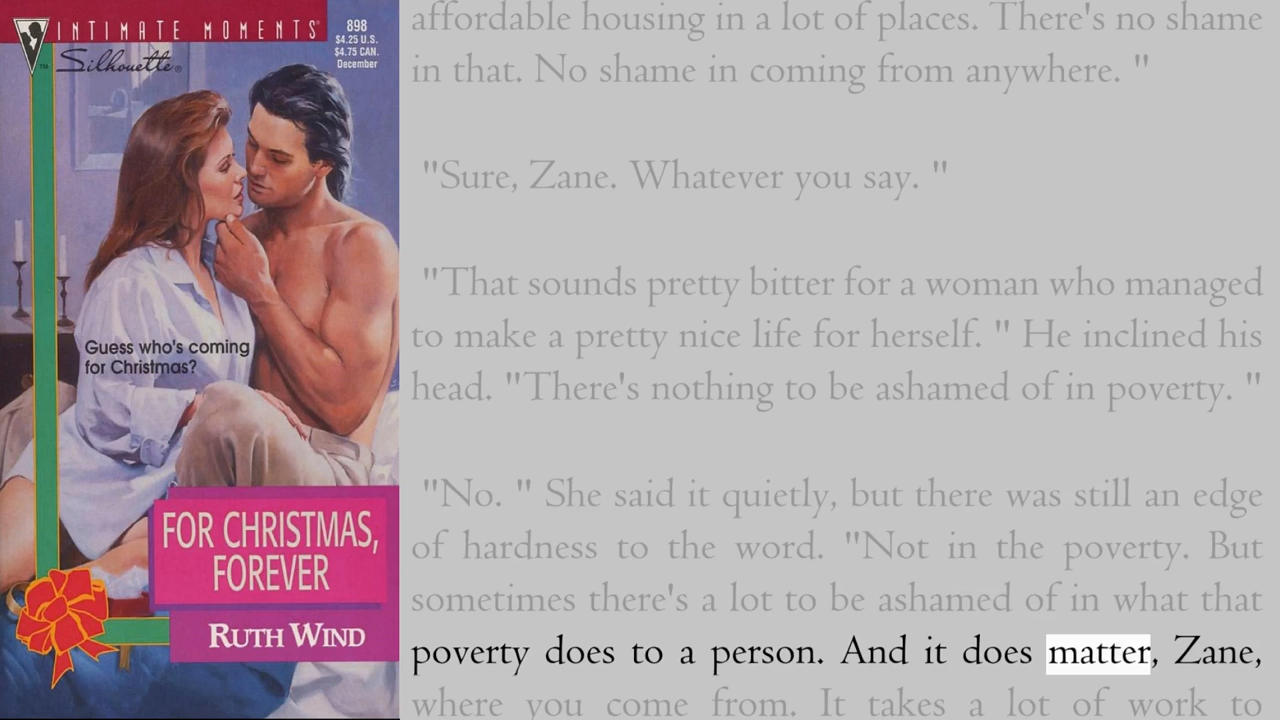 INTIMATE MOMENTS®
Silhouette®
898
$4.25 U.S.
$4.75 CAN.
December
TM
Guess who's coming
for Christmas?
FOR CHRISTMAS,
FOREVER
RUTH WIND
affordable housing in a lot of places. There's no shame
in that. No shame in coming from anywhere. "
"Sure, Zane. Whatever you say. "
"That sounds pretty bitter for a woman who managed
to make a pretty nice life for herself. " He inclined his
head. "There's nothing to be ashamed of in poverty. "
"No. " She said it quietly, but there was still an edge
of hardness to the word. "Not in the poverty. But
sometimes there's a lot to be ashamed of in what that
poverty does to a person. And it does matter, Zane,
where you come from. It takes a lot of work to